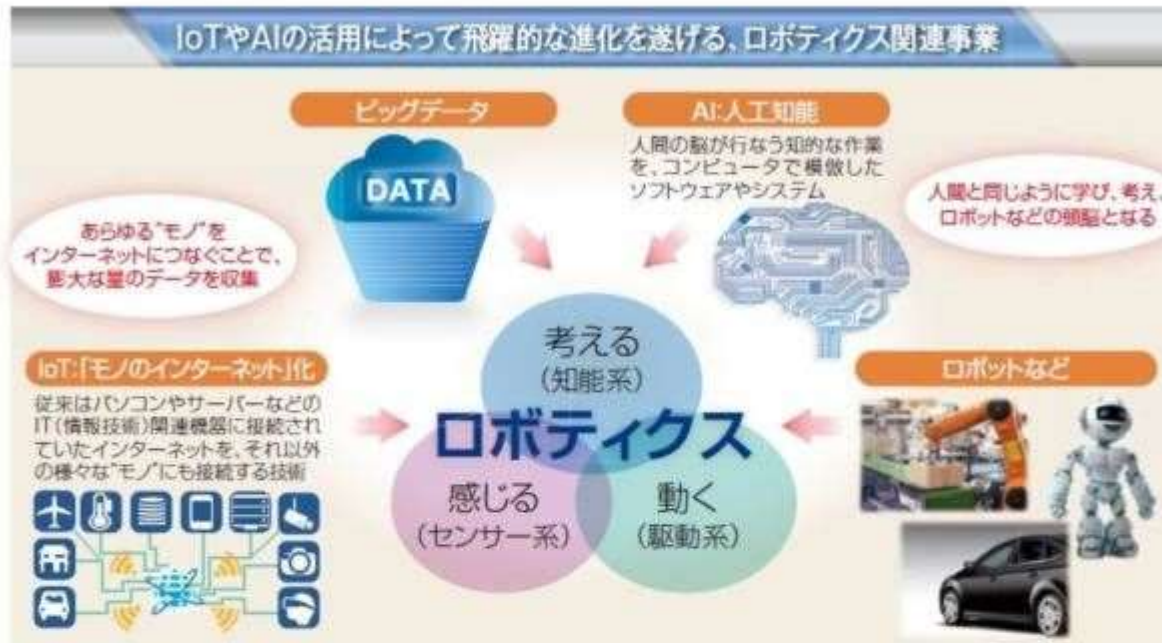 IoTやAIの活用によって飛躍的な進化を遂げる、ロボティクス関連事業
ビッグデータ
DATA
AI:人工知能
人間の脳が行なう知的な作業
を、コンピュータで模倣した
ソフトウェアやシステム
人間と同じように学び、考え、
ロボットなどの頭脳となる
あらゆる“モノ”を
インターネットにつなぐことで、
膨大な量のデータを収集
IoT:「モノのインターネット」化
従来はパソコンやサーバーなどの
IT(情報技術)関連機器に接続され
ていたインターネットを、それ以外
の様々な“モノ”にも接続する技術
考える
(知能系)
ロボティクス
感じる
(センサー系)
動く
(駆動系)
ロボットなど